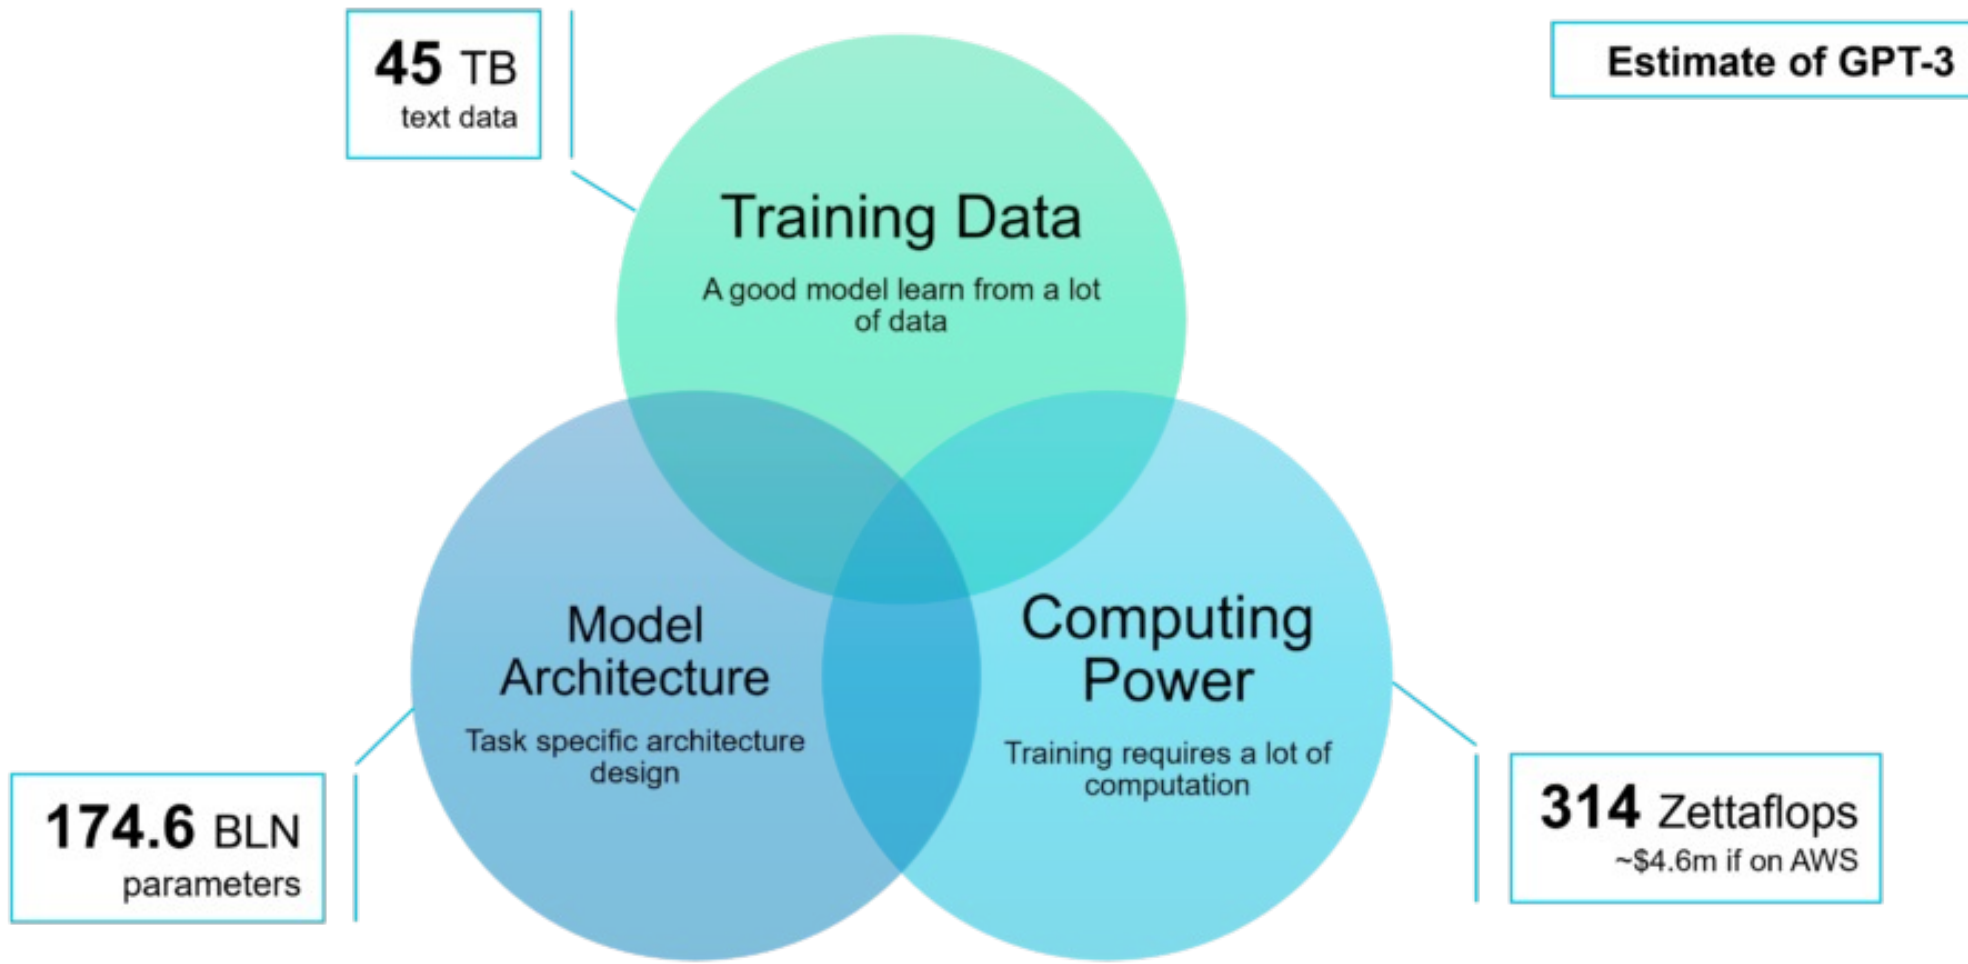 45 TB
text data
Estimate of GPT-3
Training Data
A good model learn from a lot
of data
Model
Architecture
Task specific architecture
design
Computing
Power
Training requires a lot of
computation
174.6 BLN
parameters
314 Zettaflops
~$4.6m if on AWS